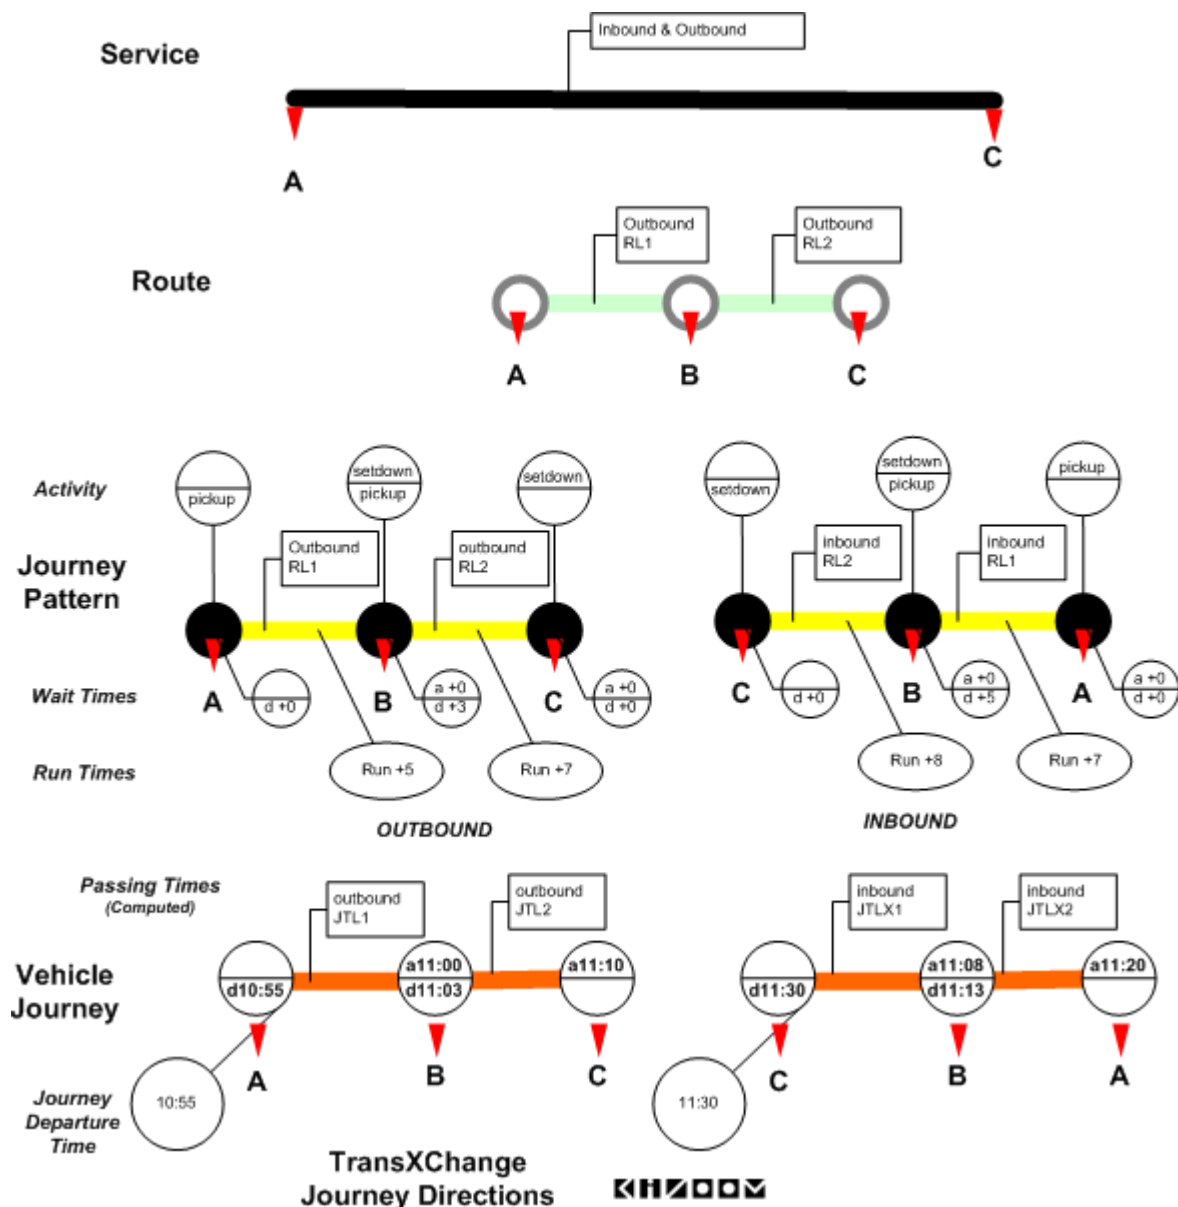 Inbound & Outbound
Service
A
C
Outbound
RL1
Outbound
RL2
Route
A
B
C
Activity
pickup
setdown
pickup
setdown
setdown
setdown
pickup
pickup
Journey
Pattern
Outbound
RL1
outbound
RL2
inbound
RL2
inbound
RL1
Wait Times
A
d +0
B
a +0
d +3
C
a +0
d +0
C
d +0
B
a +0
d +5
A
a +0
d +0
Run Times
Run +5
Run +7
Run +8
Run +7
OUTBOUND
INBOUND
Passing Times
(Computed)
outbound
JTL1
outbound
JTL2
inbound
JTLX1
inbound
JTLX2
Vehicle
Journey
d10:55
a11:00
d11:03
a11:10
d11:30
a11:08
d11:13
a11:20
A
B
C
C
B
A
Journey
Departure
Time
10:55
11:30
TransXChange
Journey Directions
KHZOOM